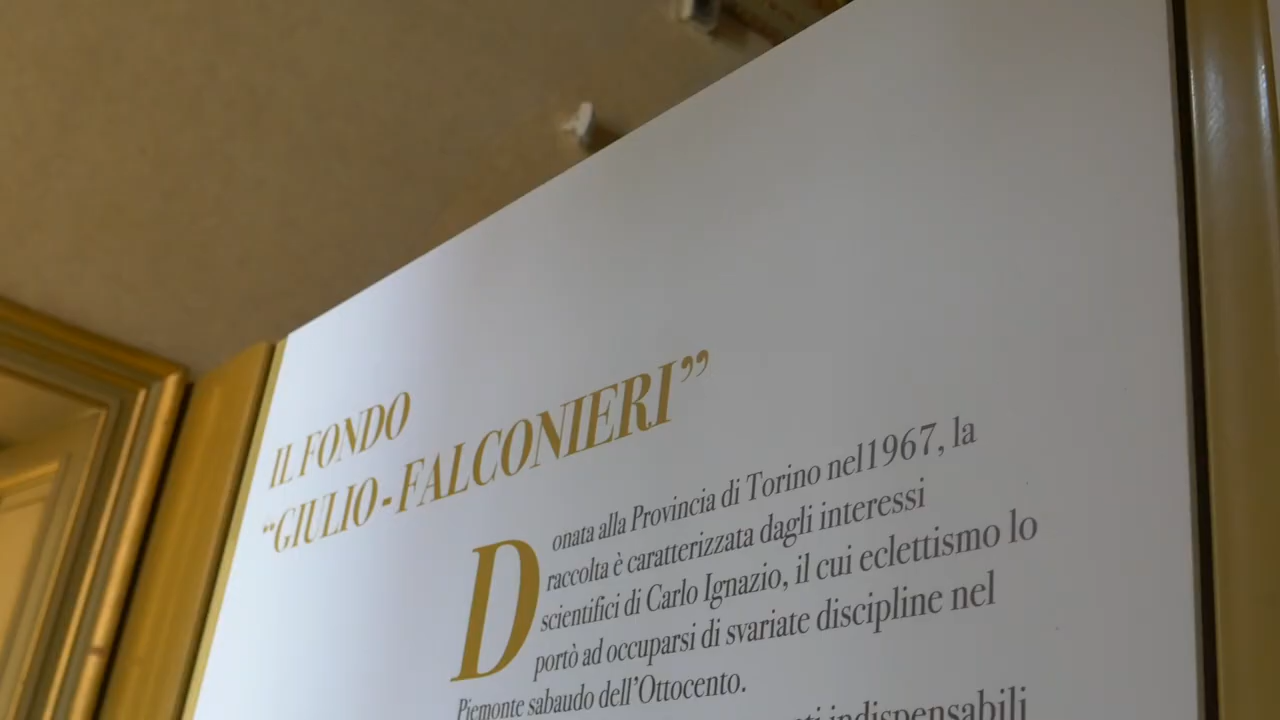 IL FONDO
“GIULIO-FALCONIERI”
Donata alla Provincia di Torino nel1967, la
raccolta è caratterizzata dagli interessi
scientifici di Carlo Ignazio, il cui eclettismo lo
portò ad occuparsi di svariate discipline nel
Piemonte sabaudo dell’Ottocento.
indispensabili